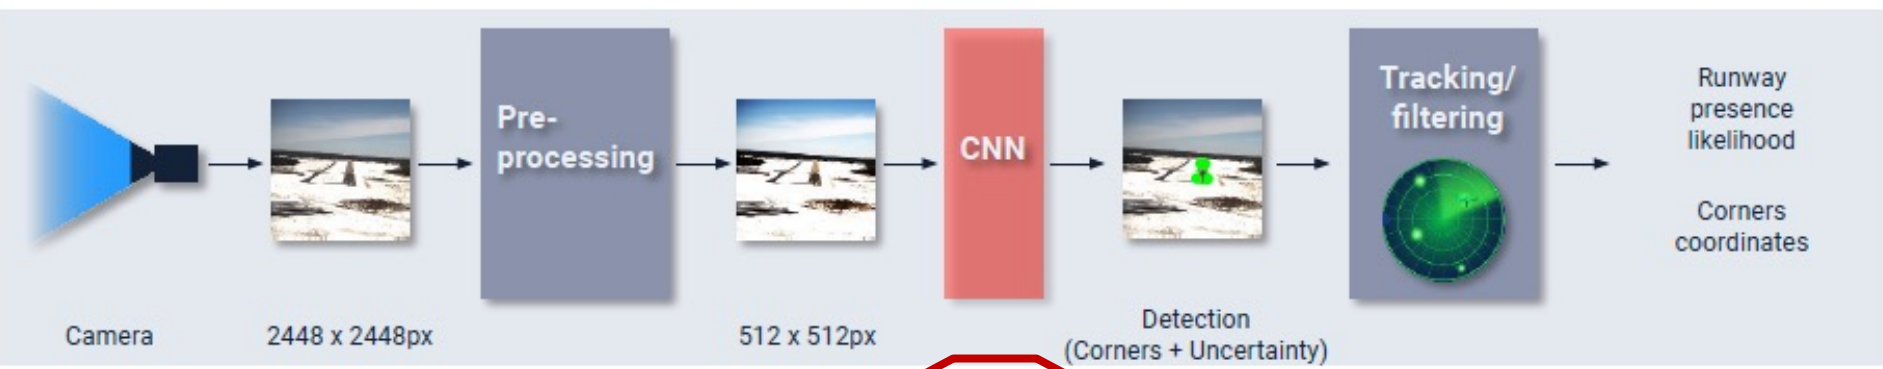 Pre-
processing
CNN
Tracking/
filtering
Runway
presence
likelihood
Corners
coordinates
Camera
2448 x 2448px
512 x 512px
Detection
(Corners + Uncertainty)